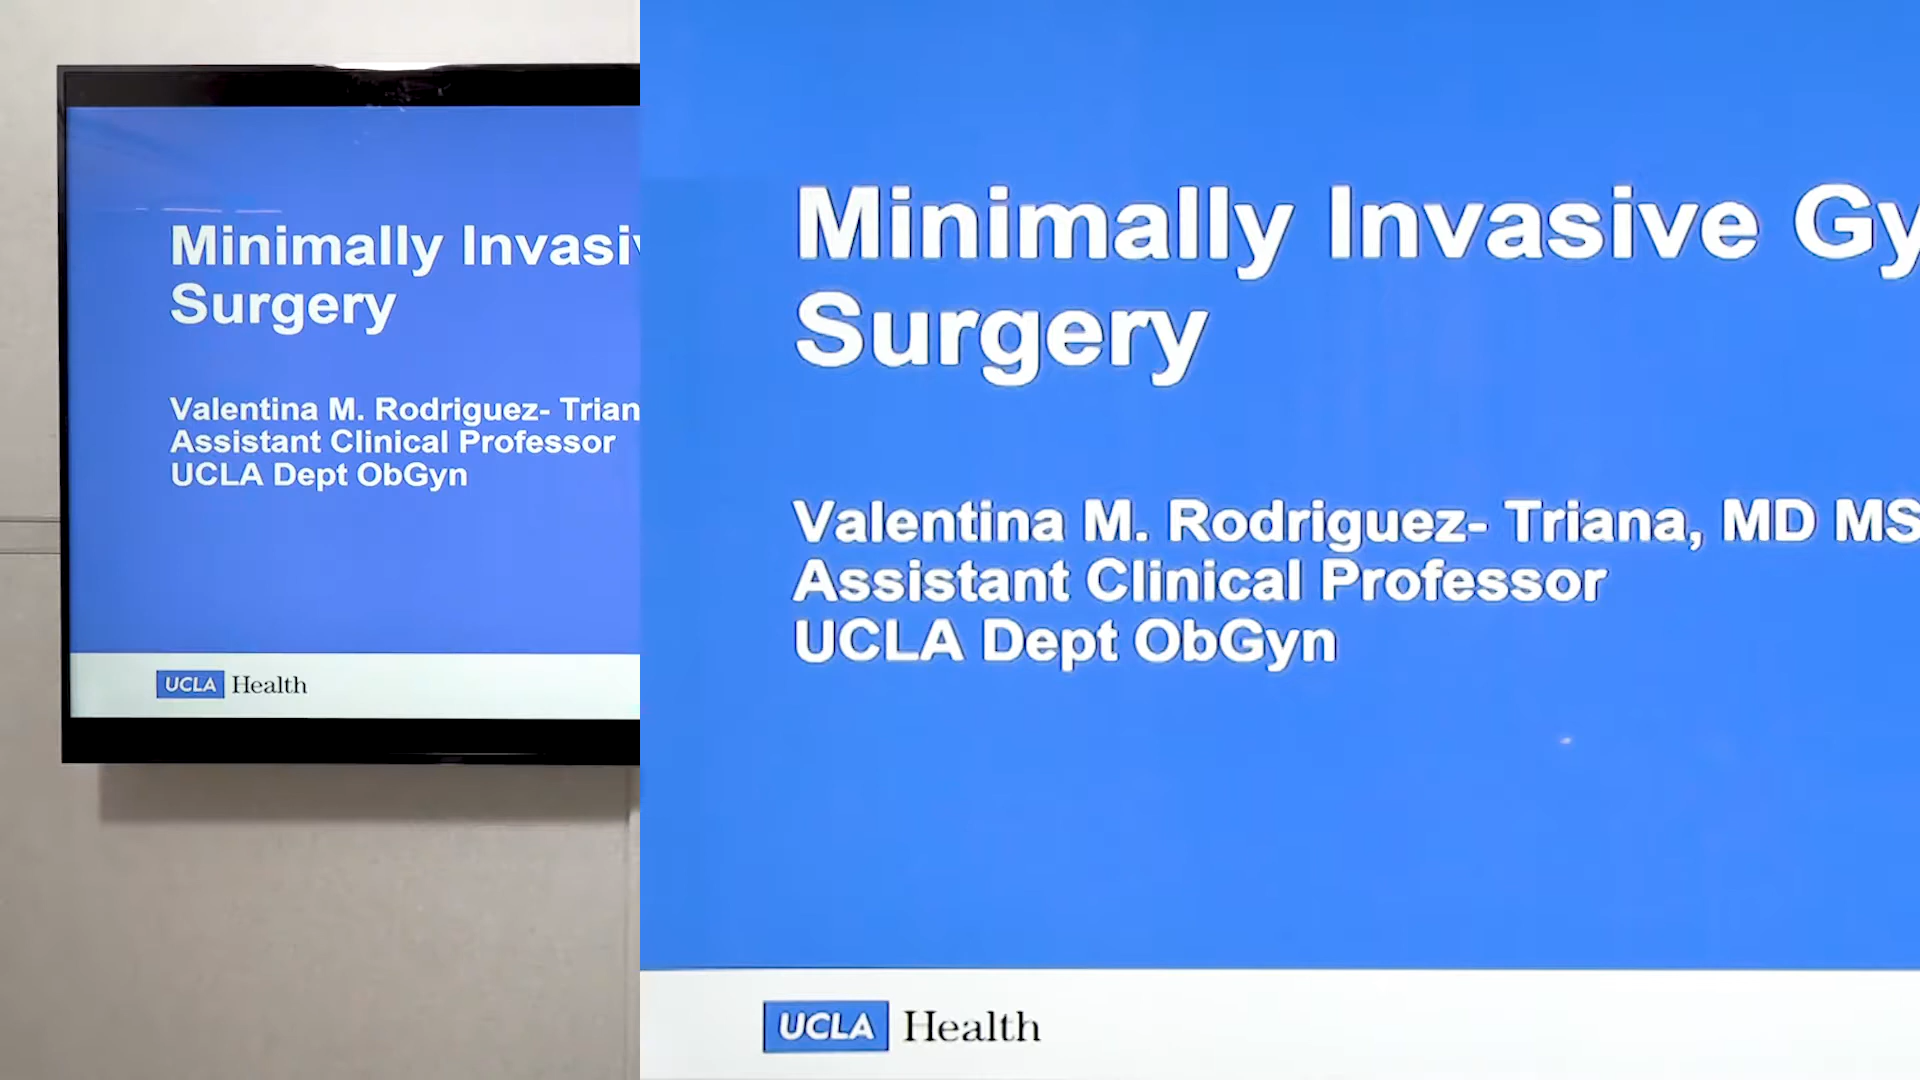 Minimally Invasiv
Surgery
Valentina M. Rodriguez- Trian
Assistant Clinical Professor
UCLA Dept ObGyn
UCLA Health
Minimally Invasive Gy
Surgery
Valentina M. Rodriguez- Triana, MD MS
Assistant Clinical Professor
UCLA Dept ObGyn
UCLA Health